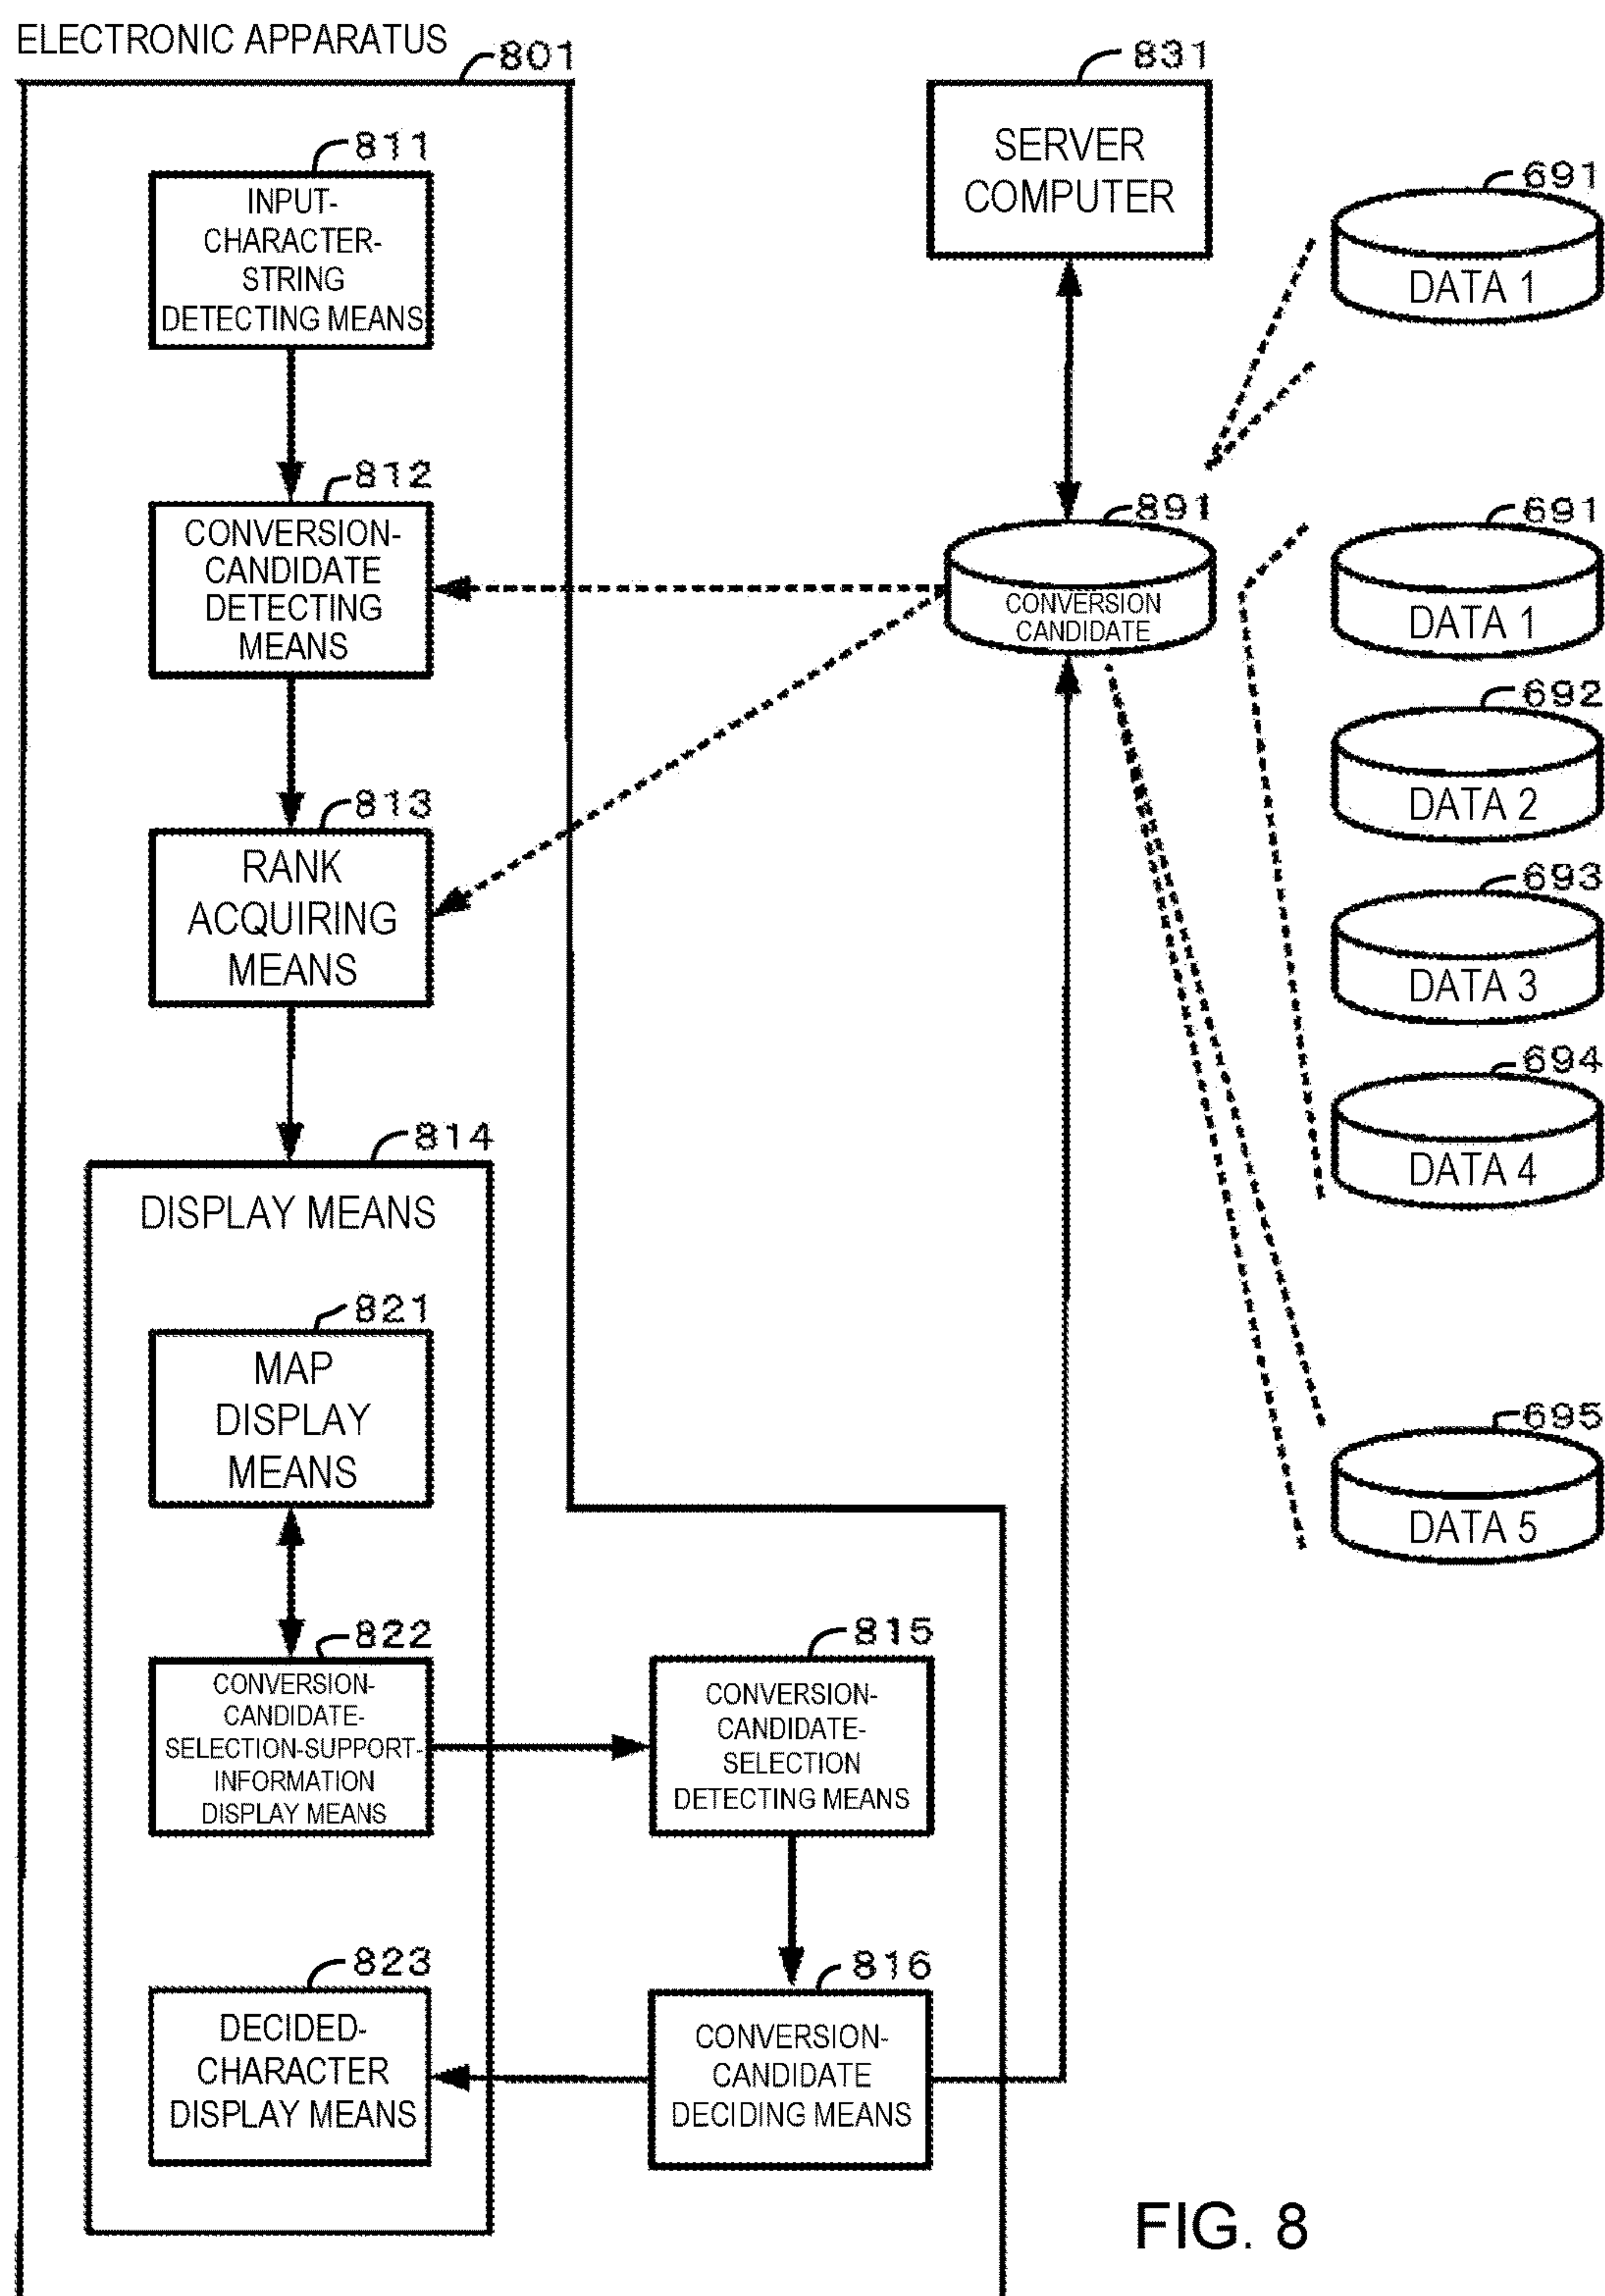 ELECTRONIC APPARATUS
801
811
INPUT-
CHARACTER-
STRING
DETECTING MEANS
812
CONVERSION-
CANDIDATE
DETECTING
MEANS
813
RANK
ACQUIRING
MEANS
814
DISPLAY MEANS
821
MAP
DISPLAY
MEANS
822
CONVERSION-
CANDIDATE-
SELECTION-SUPPORT-
INFORMATION
DISPLAY MEANS
823
DECIDED-
CHARACTER
DISPLAY MEANS
815
CONVERSION-
CANDIDATE-
SELECTION
DETECTING MEANS
816
CONVERSION-
CANDIDATE
DECIDING MEANS
831
SERVER
COMPUTER
891
CONVERSION
CANDIDATE
691
DATA 1
691
DATA 1
692
DATA 2
693
DATA 3
694
DATA 4
695
DATA 5
FIG. 8